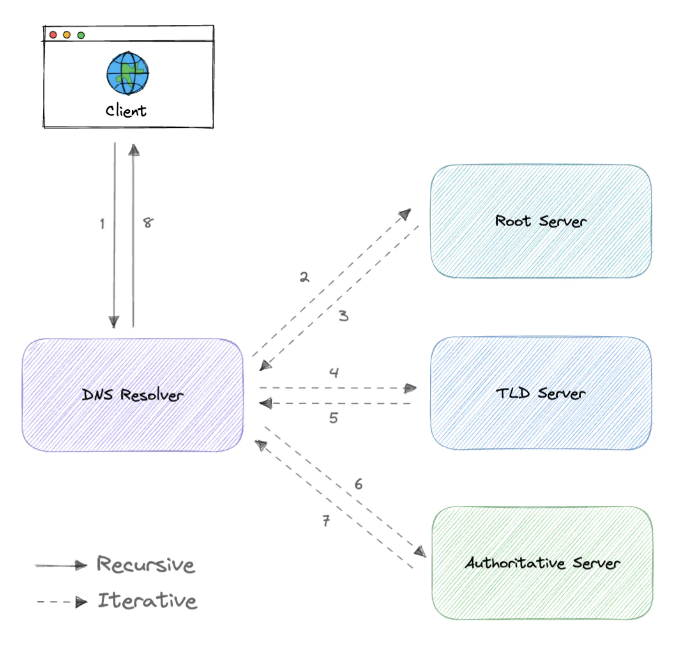 Client
1
8
Root Server
2
3
DNS Resolver
4
TLD Server
5
6
7
Authoritative Server
Recursive
Iterative